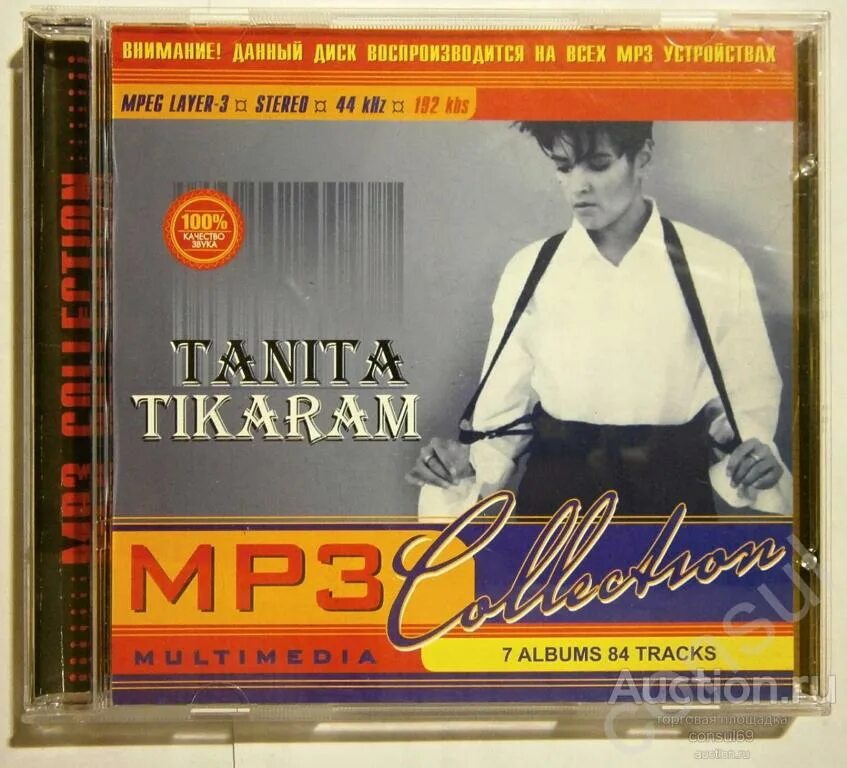 ВНИМАНИЕ! ДАННЫЙ ДИСК ВОСПРОИЗВОДИТСЯ НА ВСЕХ MP3 УСТРОЙСТВАХ
MPEG LAYER-3 ¤ STEREO ¤ 44 kHz ¤ 192 kbs
MP3 COLLECTION
100%
КАЧЕСТВО
ЗВУКА
TANITA
TIKARAM
MP3 Collection
MULTIMEDIA
7 ALBUMS 84 TRACKS
Auction.ru
торговая площадка
consul69
auction.ru
consul